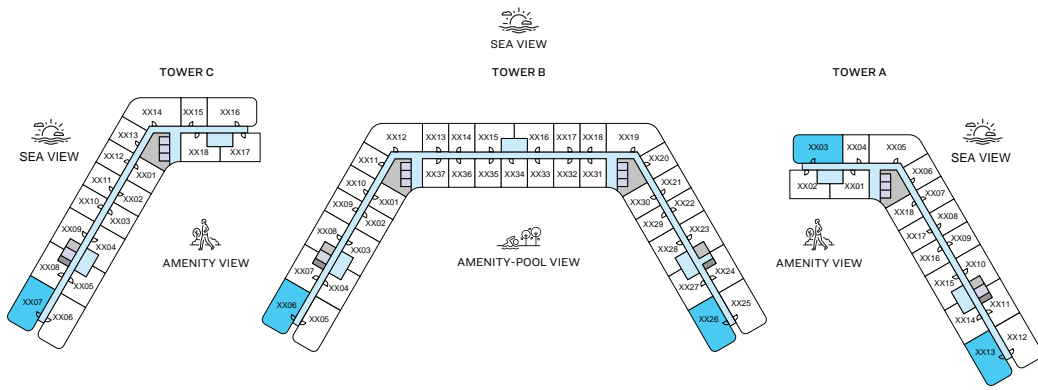 SEA VIEW
TOWER C
TOWER B
TOWER A
SEA VIEW
SEA VIEW
AMENITY VIEW
AMENITY-POOL VIEW
AMENITY VIEW
XX14
XX15
XX16
XX13
XX18
XX17
XX12
XX01
XX11
XX02
XX10
XX03
XX09
XX04
XX08
XX05
XX07
XX06
XX12
XX13
XX14
XX15
XX16
XX17
XX18
XX19
XX11
XX37
XX36
XX35
XX34
XX33
XX32
XX31
XX20
XX10
XX01
XX30
XX21
XX09
XX02
XX29
XX22
XX08
XX03
XX28
XX23
XX07
XX04
XX27
XX24
XX06
XX05
XX26
XX25
XX03
XX04
XX05
XX02
XX01
XX06
XX18
XX07
XX17
XX08
XX16
XX09
XX15
XX10
XX14
XX11
XX13
XX12